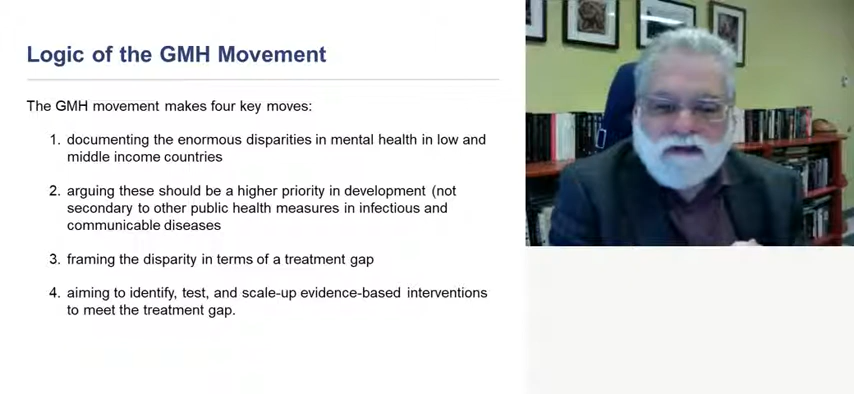 Logic of the GMH Movement
The GMH movement makes four key moves:
1. documenting the enormous disparities in mental health in low and
middle income countries
2. arguing these should be a higher priority in development (not
secondary to other public health measures in infectious and
communicable diseases
3. framing the disparity in terms of a treatment gap
4. aiming to identify, test, and scale-up evidence-based interventions
to meet the treatment gap.